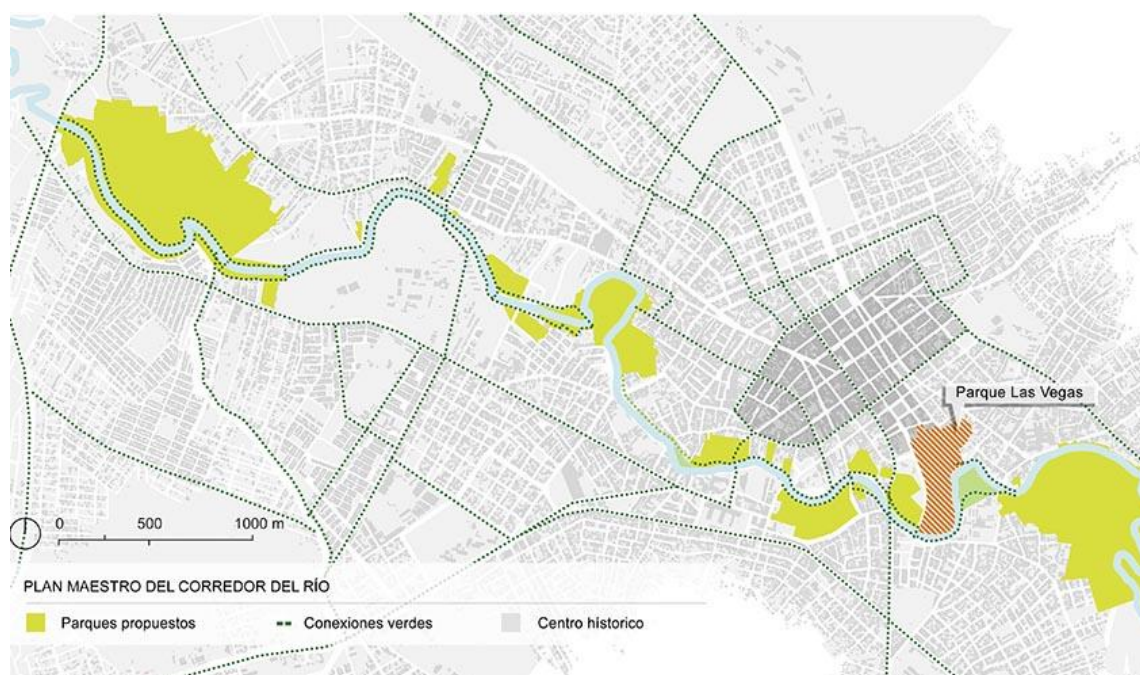 Parque Las Vegas
0 500 1000 m
PLAN MAESTRO DEL CORREDOR DEL RÍO
Parques propuestos Conexiones verdes Centro historico